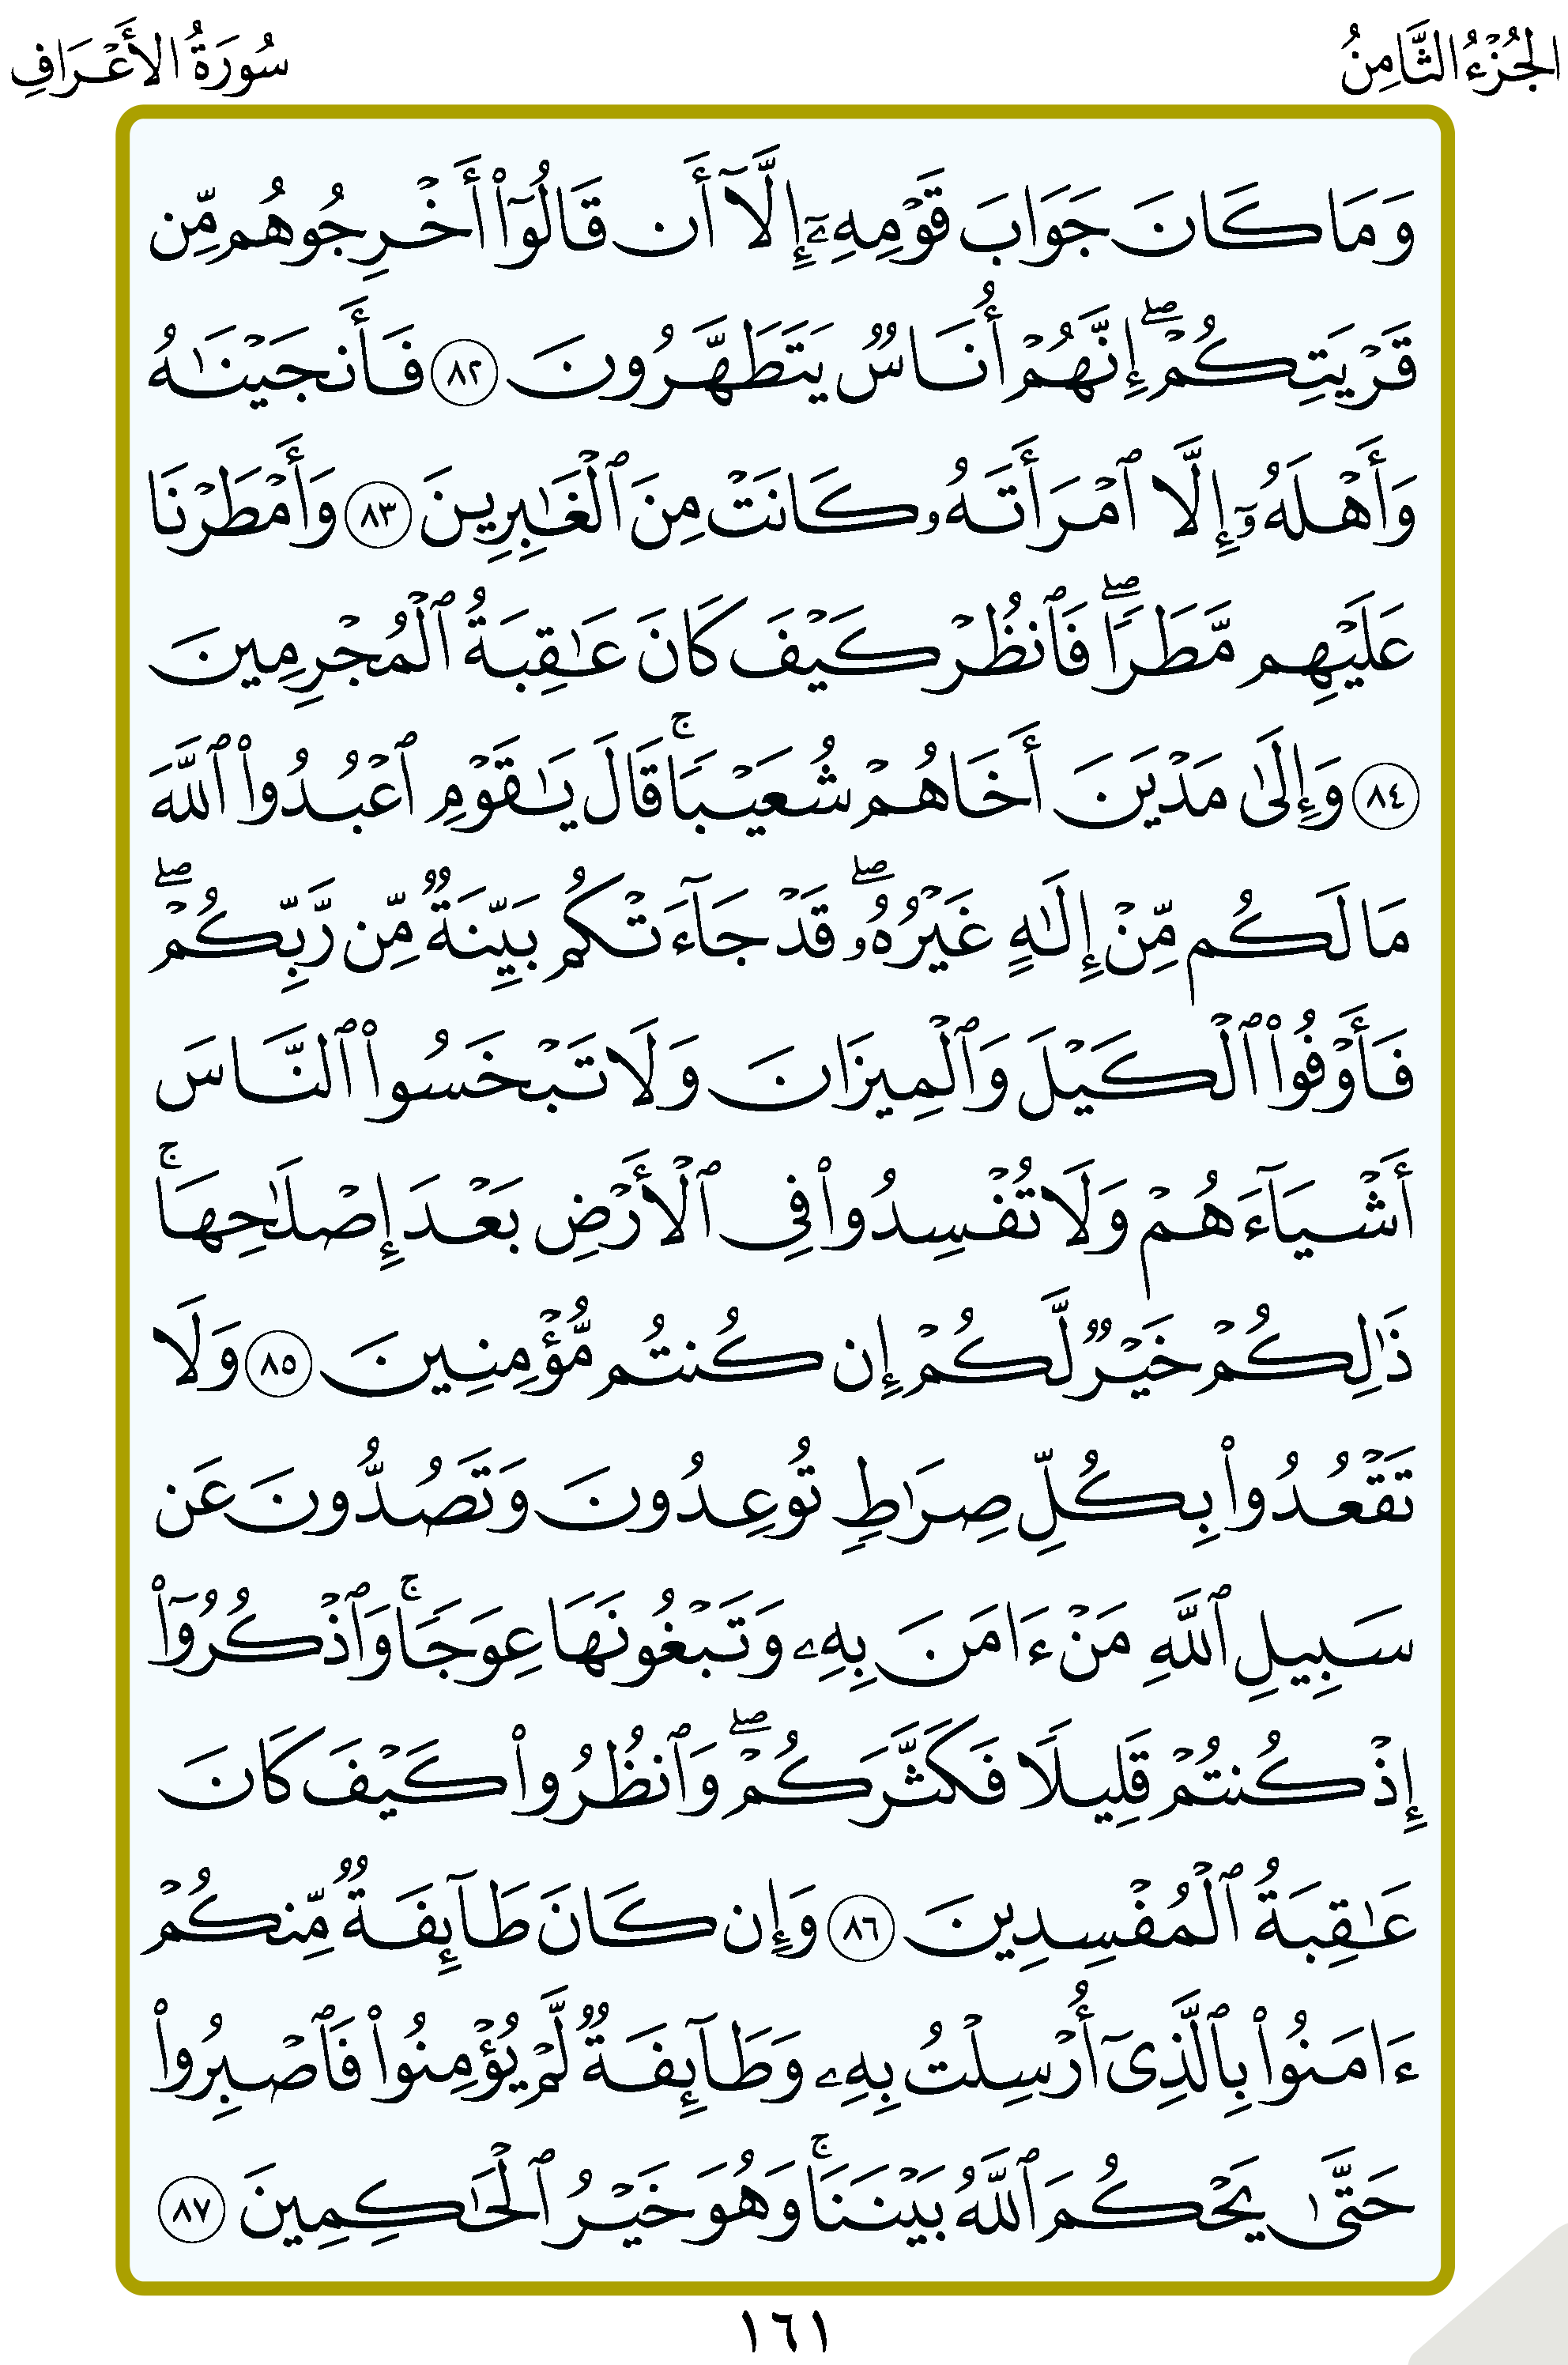 الجُزْءُ الثَّامِنُ
سُورَةُ الأَعْرَافِ
وَمَا كَانَ جَوَابَ قَوْمِهِۦٓ إِلَّآ أَن قَالُوٓا۟ أَخْرِجُوهُم مِّن
قَرْيَتِكُمْ ۖ إِنَّهُمْ أُنَاسٌ يَتَطَهَّرُونَ ٨٢ فَأَنجَيْنَـٰهُ
وَأَهْلَهُۥٓ إِلَّا ٱمْرَأَتَهُۥ كَانَتْ مِنَ ٱلْغَـٰبِرِينَ ٨٣ وَأَمْطَرْنَا
عَلَيْهِم مَّطَرًا ۖ فَٱنظُرْ كَيْفَ كَانَ عَـٰقِبَةُ ٱلْمُجْرِمِينَ
٨٤ وَإِلَىٰ مَدْيَنَ أَخَاهُمْ شُعَيْبًا ۚ قَالَ يَـٰقَوْمِ ٱعْبُدُوا۟ ٱللَّهَ
مَا لَكُم مِّنْ إِلَـٰهٍ غَيْرُهُۥ ۖ قَدْ جَآءَتْكُم بَيِّنَةٌ مِّن رَّبِّكُمْ ۖ
فَأَوْفُوا۟ ٱلْكَيْلَ وَٱلْمِيزَانَ وَلَا تَبْخَسُوا۟ ٱلنَّاسَ
أَشْيَآءَهُمْ وَلَا تُفْسِدُوا۟ فِى ٱلْأَرْضِ بَعْدَ إِصْلَـٰحِهَا ۚ
ذَٰلِكُمْ خَيْرٌ لَّكُمْ إِن كُنتُم مُّؤْمِنِينَ ٨٥ وَلَا
تَقْعُدُوا۟ بِكُلِّ صِرَٰطٍ تُوعِدُونَ وَتَصُدُّونَ عَن
سَبِيلِ ٱللَّهِ مَنْ ءَامَنَ بِهِۦ وَتَبْغُونَهَا عِوَجًا ۚ وَٱذْكُرُوٓا۟
إِذْ كُنتُمْ قَلِيلًا فَكَثَّرَكُمْ ۖ وَٱنظُرُوا۟ كَيْفَ كَانَ
عَـٰقِبَةُ ٱلْمُفْسِدِينَ ٨٦ وَإِن كَانَ طَآئِفَةٌ مِّنكُمْ
ءَامَنُوا۟ بِٱلَّذِىٓ أُرْسِلْتُ بِهِۦ وَطَآئِفَةٌ لَّمْ يُؤْمِنُوا۟ فَٱصْبِرُوا۟
حَتَّىٰ يَحْكُمَ ٱللَّهُ بَيْنَنَا ۚ وَهُوَ خَيْرُ ٱلْحَـٰكِمِينَ ٨٧
١٦١